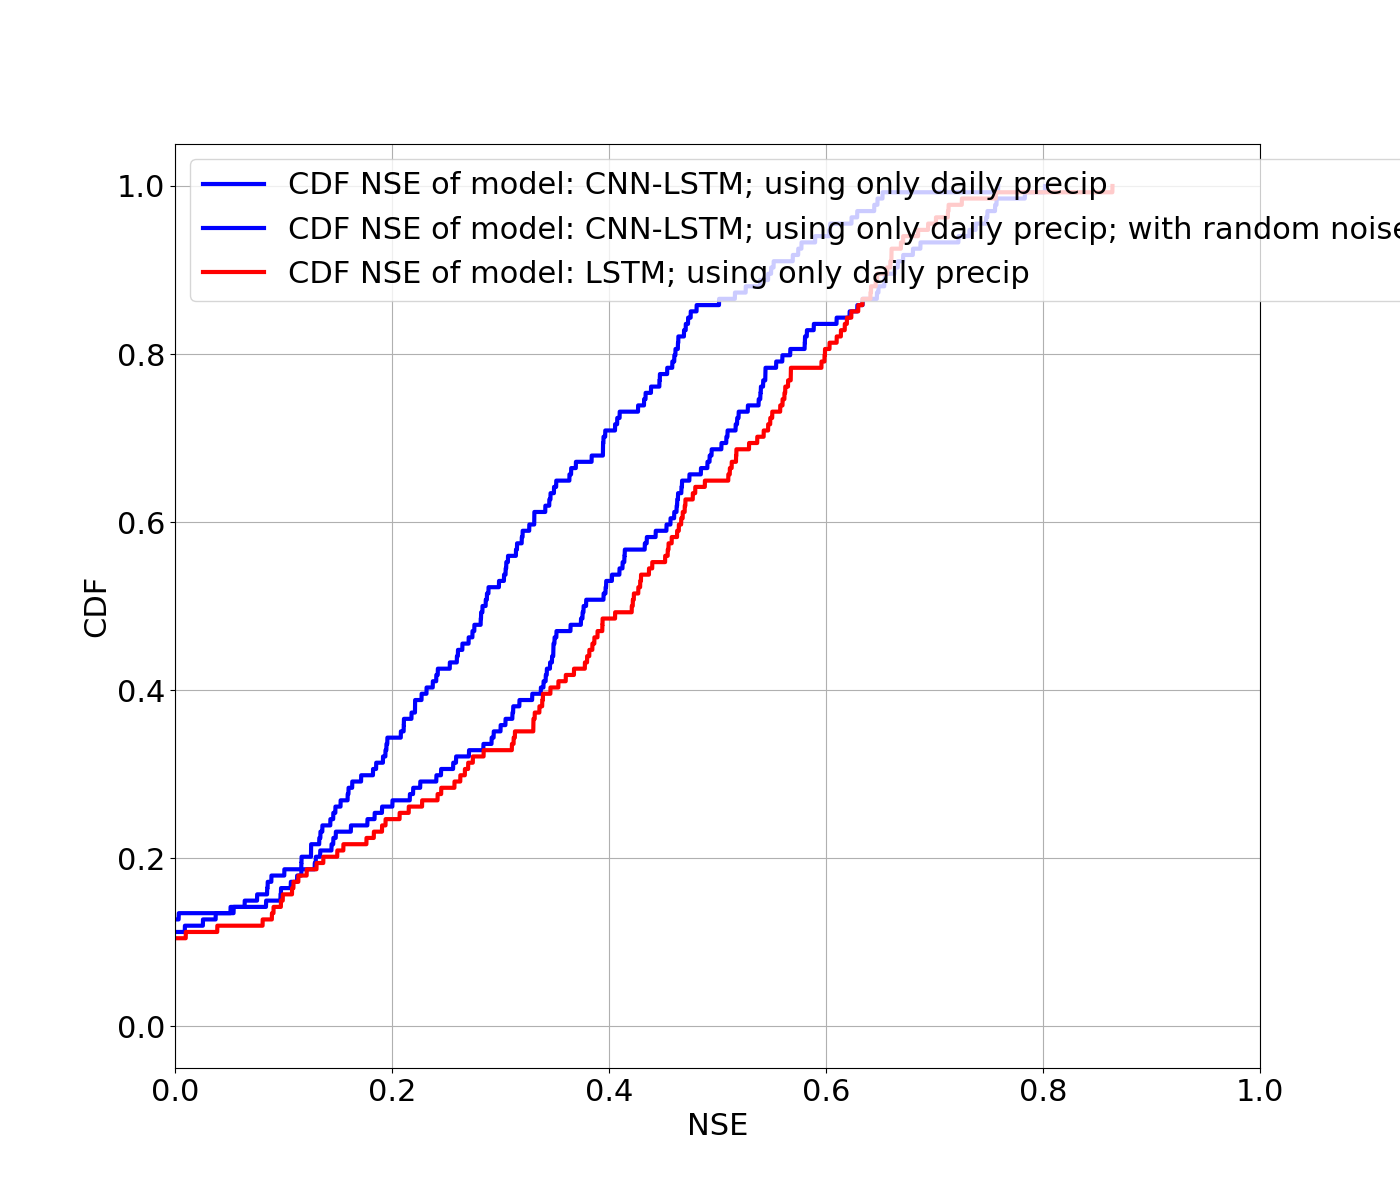 CDF NSE of model: CNN-LSTM; using only daily precip
CDF NSE of model: CNN-LSTM; using only daily precip; with random noise
CDF NSE of model: LSTM; using only daily precip
1.0
0.8
0.6
0.4
0.2
0.0
CDF
0.0 0.2 0.4 0.6 0.8 1.0
NSE